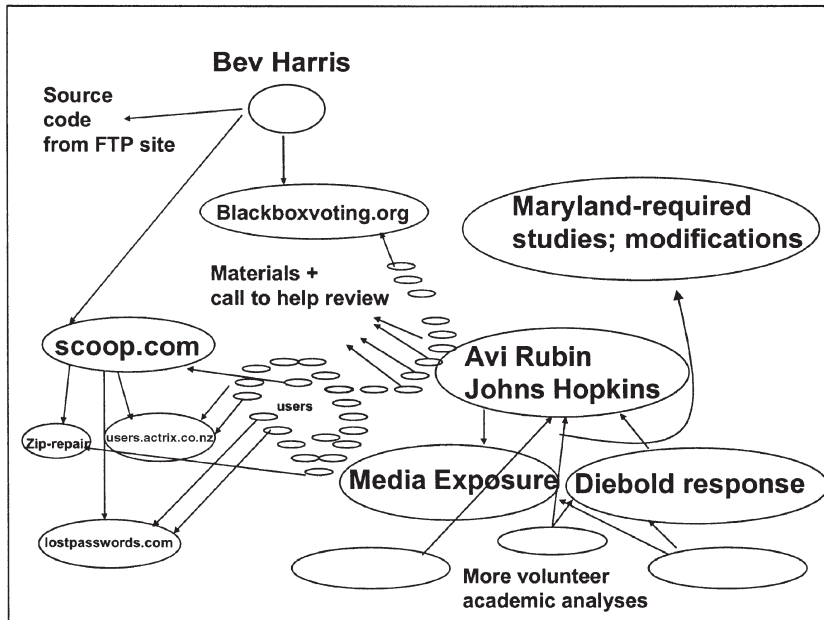 Bev Harris
Source
code
from FTP site
Blackboxvoting.org
Maryland-required
studies; modifications
Materials +
call to help review
scoop.com
Avi Rubin
Johns Hopkins
users
Zip-repair
users.actrix.co.nz
Media Exposure
Diebold response
lostpasswords.com
More volunteer
academic analyses